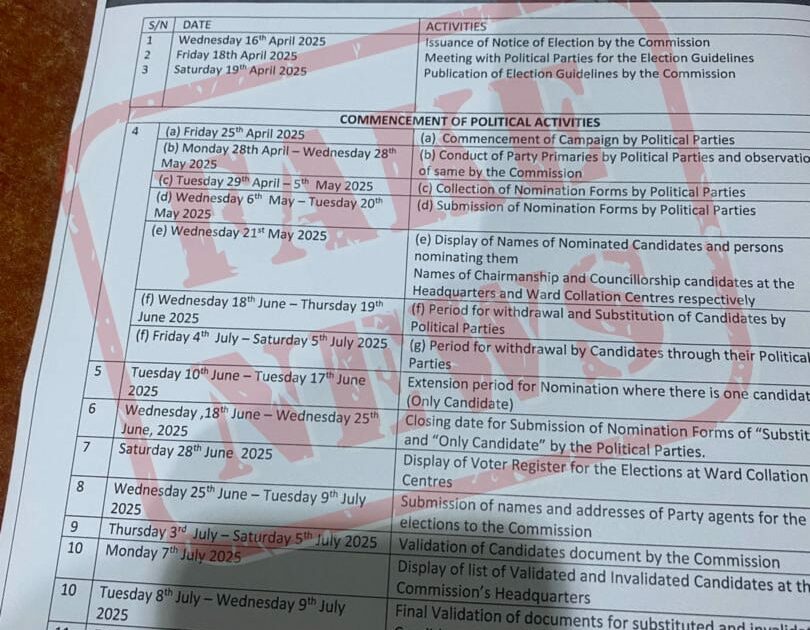 S/N DATE ACTIVITIES
1 Wednesday 16th April 2025 Issuance of Notice of Election by the Commission
2 Friday 18th April 2025 Meeting with Political Parties for the Election Guidelines
3 Saturday 19th April 2025 Publication of Election Guidelines by the Commission
COMMENCEMENT OF POLITICAL ACTIVITIES
4 (a) Friday 25th April 2025 (a) Commencement of Campaign by Political Parties
(b) Monday 28th April – Wednesday 28th (b) Conduct of Party Primaries by Political Parties and observatio
May 2025 of same by the Commission
(c) Tuesday 29th April – 5th May 2025 (c) Collection of Nomination Forms by Political Parties
(d) Wednesday 6th May – Tuesday 20th (d) Submission of Nomination Forms by Political Parties
May 2025
(e) Wednesday 21st May 2025 (e) Display of Names of Nominated Candidates and persons
nominating them
Names of Chairmanship and Councillorship candidates at the
Headquarters and Ward Collation Centres respectively
(f) Wednesday 18th June – Thursday 19th (f) Period for withdrawal and Substitution of Candidates by
June 2025 Political Parties
(f) Friday 4th July – Saturday 5th July 2025 (g) Period for withdrawal by Candidates through their Political
Parties
5 Tuesday 10th June – Tuesday 17th June Extension period for Nomination where there is one candidat
2025 (Only Candidate)
6 Wednesday ,18th June – Wednesday 25th Closing date for Submission of Nomination Forms of “Substit
June, 2025 and “Only Candidate” by the Political Parties.
7 Saturday 28th June 2025 Display of Voter Register for the Elections at Ward Collation
Centres
8 Wednesday 25th June – Tuesday 9th July Submission of names and addresses of Party agents for the
2025 elections to the Commission
9 Thursday 3rd July – Saturday 5th July 2025 Validation of Candidates document by the Commission
10 Monday 7th July 2025 Display of list of Validated and Invalidated Candidates at th
Commission’s Headquarters
10 Tuesday 8th July – Wednesday 9th July Final Validation of documents for substituted and
2025
FAKE
NEWS